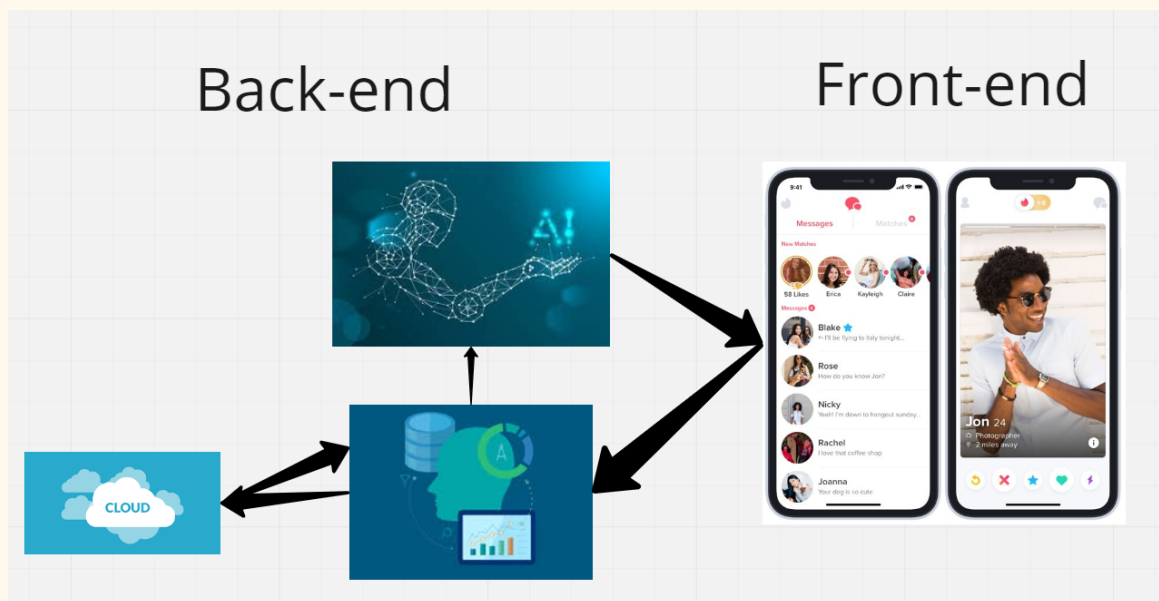 Back-end
Front-end
AI
CLOUD
9:41
Messages
Matches
New Matches
58 Likes
Erica
Kayleigh
Claire
Messages
Blake
I'll be flying to Italy tonight...
Rose
How do you know Jon?
Nicky
Yeah! I'm down to hangout sunday...
Rachel
I love that coffee shop
Joanna
Your dog is so cute
Jon 24
Photographer
2 miles away